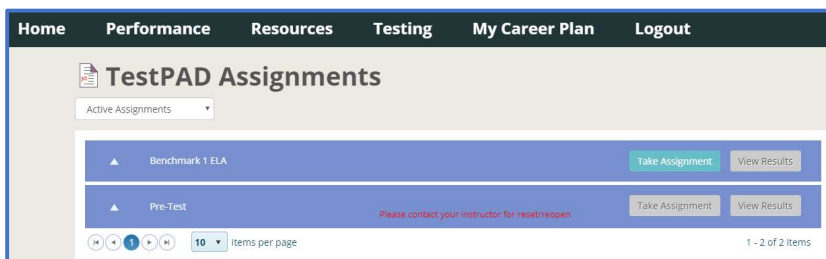 Home Performance Resources Testing My Career Plan Logout
TestPAD Assignments
Active Assignments
Benchmark 1 ELA Take Assignment View Results
Pre-Test Please contact your instructor for reset/reopen Take Assignment View Results
1 10 items per page 1 - 2 of 2 items